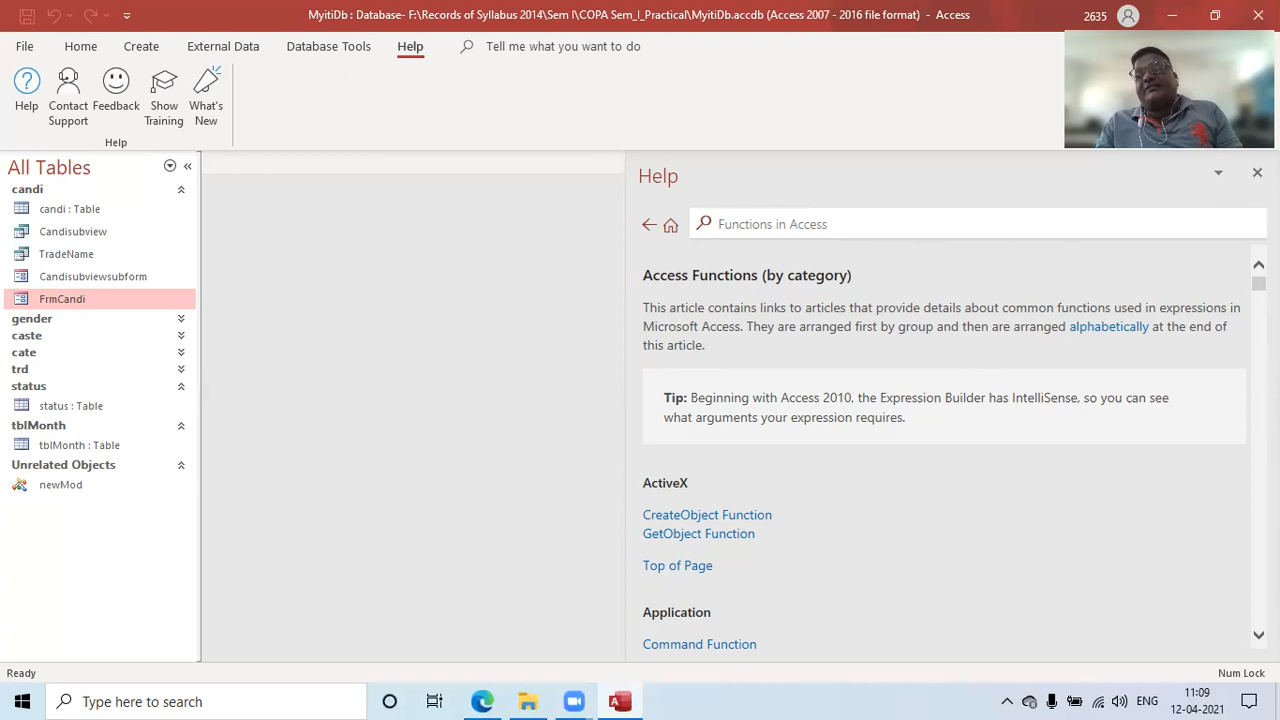 MyitiDb : Database- F:\Records of Syllabus 2014\Sem I\COPA Sem_I_Practical\MyitiDb.accdb (Access 2007 - 2016 file format)  -  Access
2635
File Home Create External Data Database Tools Help Tell me what you want to do
Help Contact Support Feedback Show Training What's New
Help
All Tables
candi
candi : Table
Candisubview
TradeName
Candisubviewsubform
FrmCandi
gender
caste
cate
trd
status
status : Table
tblMonth
tblMonth : Table
Unrelated Objects
newMod
Help
Functions in Access
Access Functions (by category)
This article contains links to articles that provide details about common functions used in expressions in
Microsoft Access. They are arranged first by group and then are arranged alphabetically at the end of
this article.
Tip: Beginning with Access 2010, the Expression Builder has IntelliSense, so you can see
what arguments your expression requires.
ActiveX
CreateObject Function
GetObject Function
Top of Page
Application
Command Function
Ready
Num Lock
Type here to search
ENG
11:09
12-04-2021